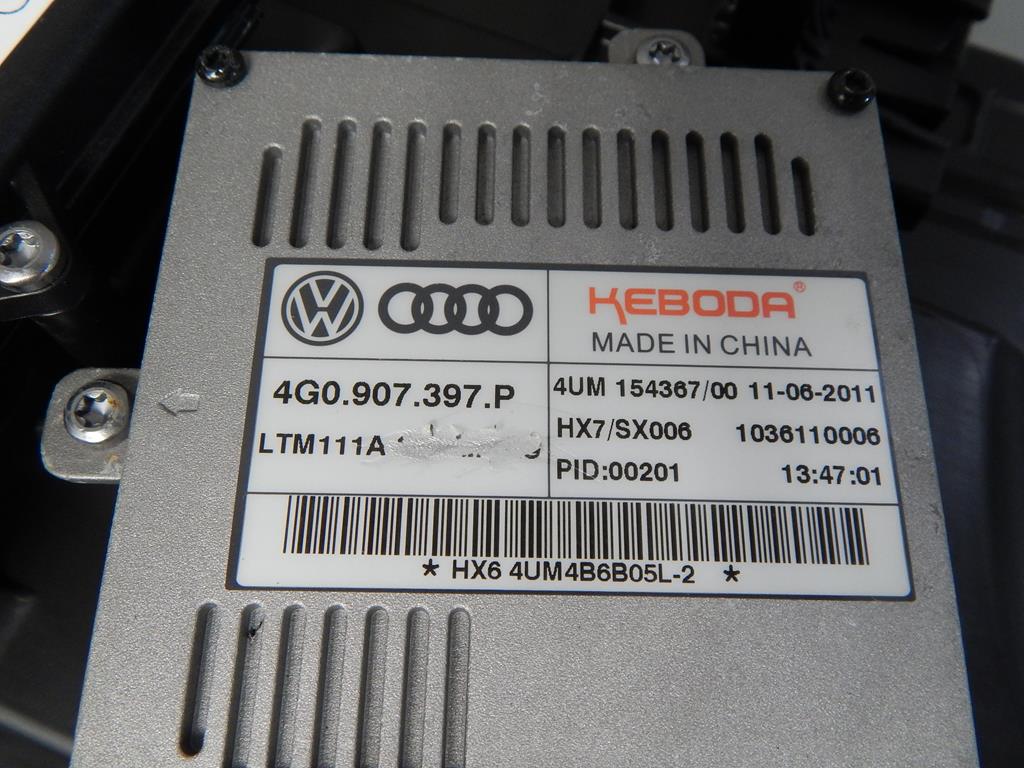 VW
KEBODA®
MADE IN CHINA
4G0.907.397.P
LTM111A
4UM 154367/00 11-06-2011
HX7/SX006 1036110006
PID:00201 13:47:01
* HX6 4UM4B6B05L-2 *